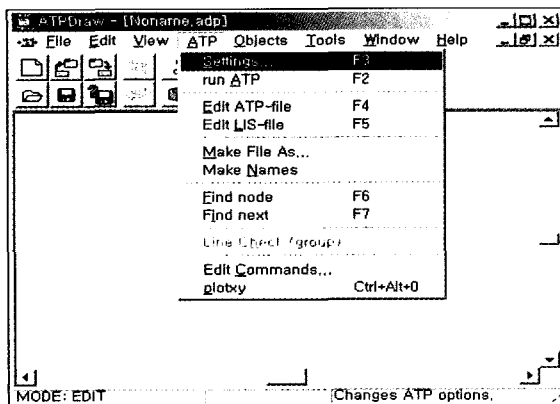 ATPDraw - [Noname.adp]
File Edit View ATP Objects Tools Window Help
Settings... F3
run ATP F2
Edit ATP-file F4
Edit LIS-file F5
Make File As...
Make Names
Find node F6
Find next F7
Line Check (group)
Edit Commands...
plotxy Ctrl+Alt+0
MODE: EDIT Changes ATP options.